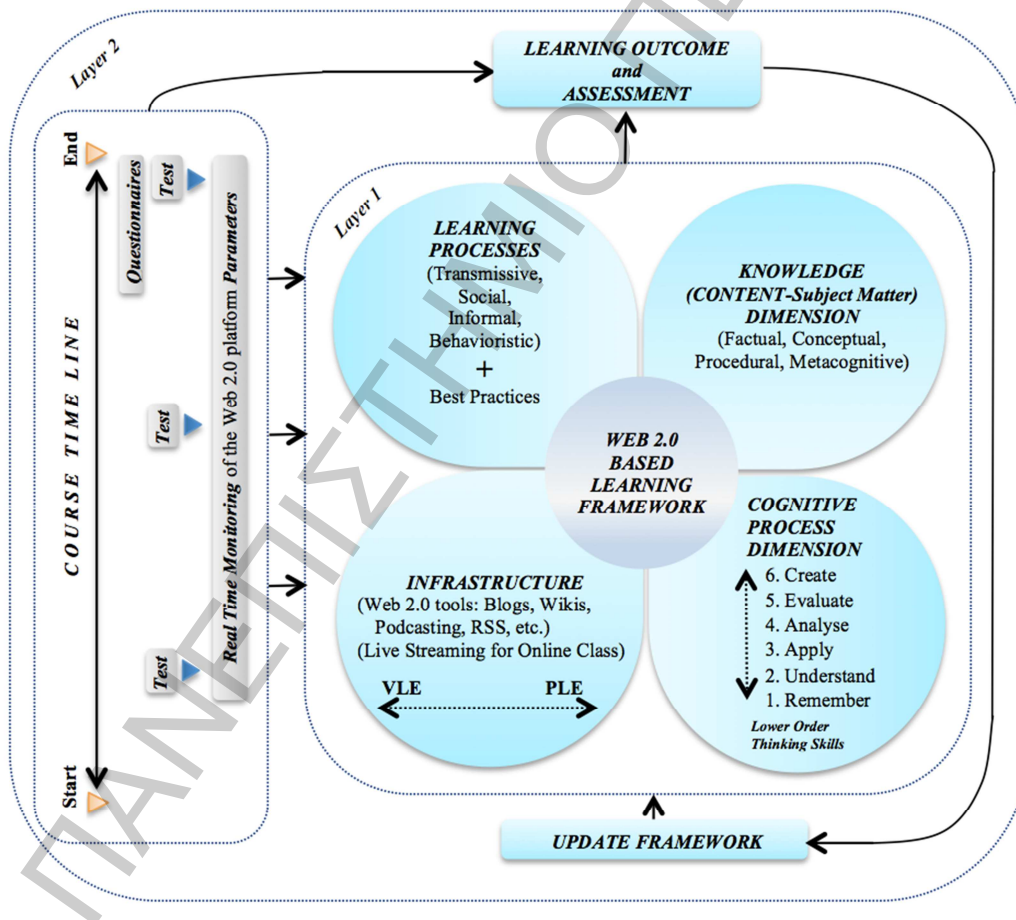 Layer 2
LEARNING OUTCOME
and
ASSESSMENT
COURSE TIME LINE
End
Start
Questionnaires
Test
Test
Test
Real Time Monitoring of the Web 2.0 platform Parameters
Layer 1
LEARNING
PROCESSES
(Transmissive,
Social,
Informal,
Behavioristic)
+
Best Practices
KNOWLEDGE
(CONTENT-Subject Matter)
DIMENSION
(Factual, Conceptual,
Procedural, Metacognitive)
WEB 2.0
BASED
LEARNING
FRAMEWORK
INFRASTRUCTURE
(Web 2.0 tools: Blogs, Wikis,
Podcasting, RSS, etc.)
(Live Streaming for Online Class)
VLE PLE
COGNITIVE
PROCESS
DIMENSION
6. Create
5. Evaluate
4. Analyse
3. Apply
2. Understand
1. Remember
Lower Order
Thinking Skills
UPDATE FRAMEWORK
ΠΑΝΕΠΙΣΤΗΜΙΟ